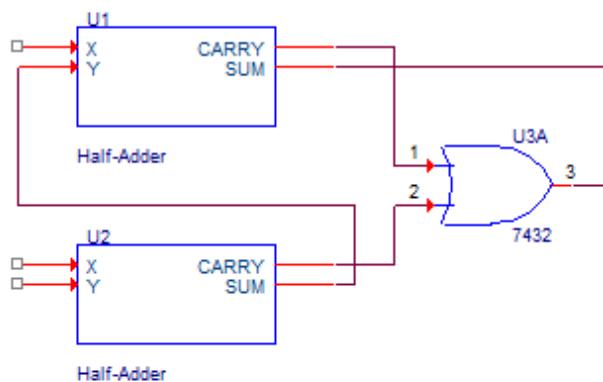 U1
X CARRY
Y SUM
Half-Adder
1
U3A
3
2
7432
U2
X CARRY
Y SUM
Half-Adder